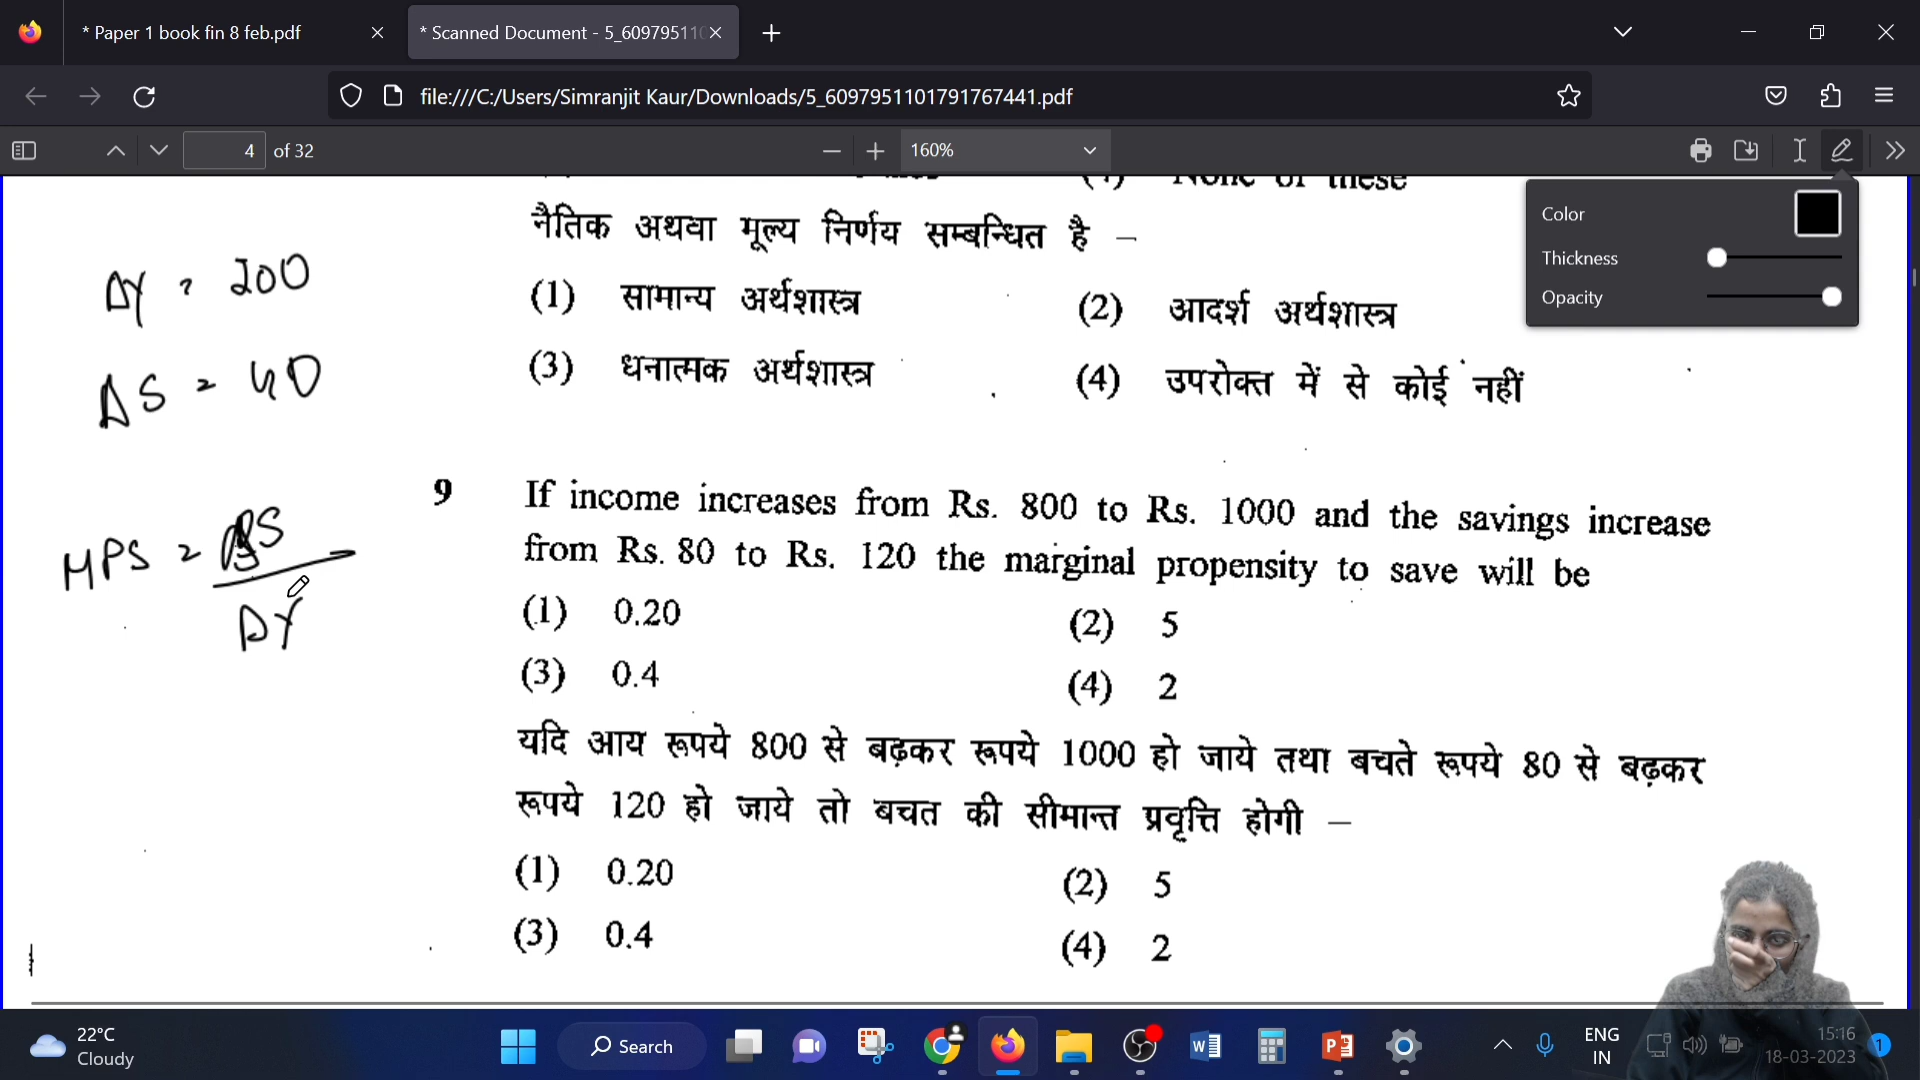 * Paper 1 book fin 8 feb.pdf
* Scanned Document - 5_609795110
file:///C:/Users/Simranjit Kaur/Downloads/5_6097951101791767441.pdf
4 of 32
160%
Color
Thickness
Opacity
None of these
नैतिक अथवा मूल्य निर्णय सम्बन्धित है –
(1) सामान्य अर्थशास्त्र
(2) आदर्श अर्थशास्त्र
(3) धनात्मक अर्थशास्त्र
(4) उपरोक्त में से कोई नहीं
ΔY = 200
ΔS = 40
MPS = ΔS
ΔY
9 If income increases from Rs. 800 to Rs. 1000 and the savings increase
from Rs. 80 to Rs. 120 the marginal propensity to save will be
(1) 0.20
(2) 5
(3) 0.4
(4) 2
यदि आय रूपये 800 से बढ़कर रूपये 1000 हो जाये तथा बचते रूपये 80 से बढ़कर
रूपये 120 हो जाये तो बचत की सीमान्त प्रवृत्ति होगी –
(1) 0.20
(2) 5
(3) 0.4
(4) 2
22°C
Cloudy
Search
ENG
IN
15:16
18-03-2023
1